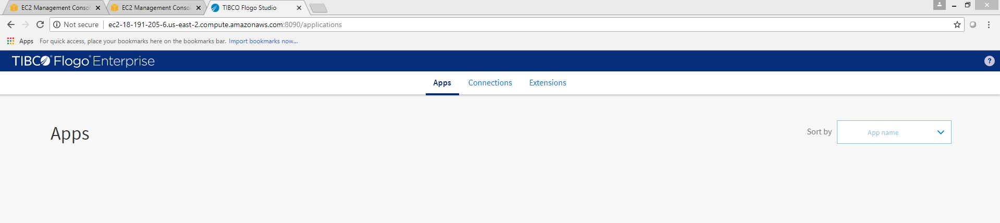 EC2 Management Consol
EC2 Management Consol
TIBCO Flogo Studio
Not secure
ec2-18-191-205-6.us-east-2.compute.amazonaws.com:8090/applications
Apps For quick access, place your bookmarks here on the bookmarks bar. Import bookmarks now...
TIBCO® Flogo® Enterprise
?
Apps Connections Extensions
Apps
Sort by App name